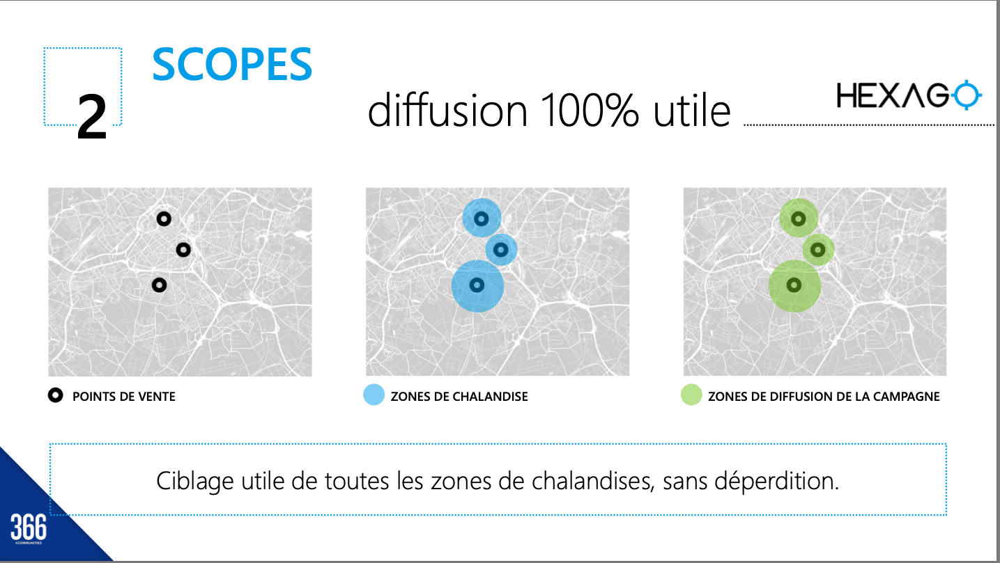 SCOPES
2
diffusion 100% utile
HEXAGO
POINTS DE VENTE
ZONES DE CHALANDISE
ZONES DE DIFFUSION DE LA CAMPAGNE
Ciblage utile de toutes les zones de chalandises, sans déperdition.
366
#COMMUNITIES